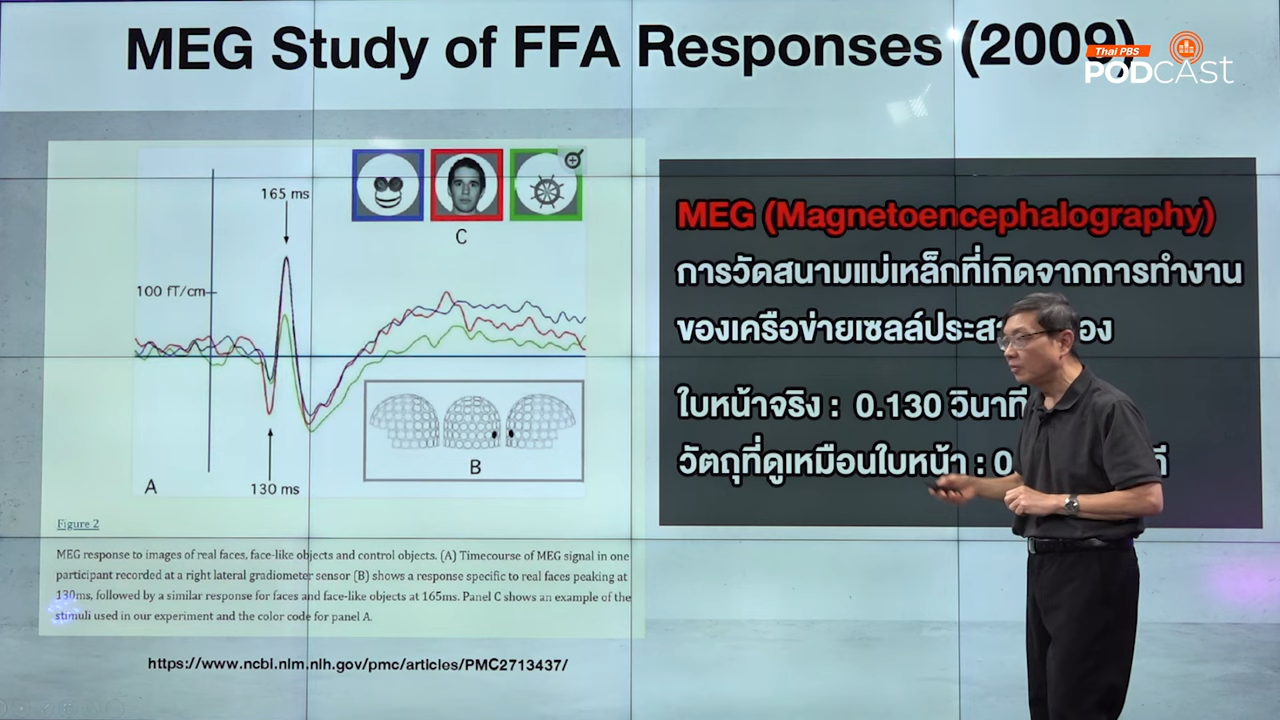 MEG Study of FFA Responses (2009)
Thai PBS
PODCAST
165 ms
C
100 fT/cm
B
A
130 ms
Figure 2
MEG response to images of real faces, face-like objects and control objects. (A) Timecourse of MEG signal in one
participant recorded at a right lateral gradiometer sensor (B) shows a response specific to real faces peaking at
130ms, followed by a similar response for faces and face-like objects at 165ms. Panel C shows an example of the
stimuli used in our experiment and the color code for panel A.
https://www.ncbi.nlm.nih.gov/pmc/articles/PMC2713437/
MEG (Magnetoencephalography)
การวัดสนามแม่เหล็กที่เกิดจากการทำงาน
ของเครือข่ายเซลล์
ใบหน้าจริง : 0.130 วินาที
วัตถุที่ดูเหมือนใบหน้า : 0